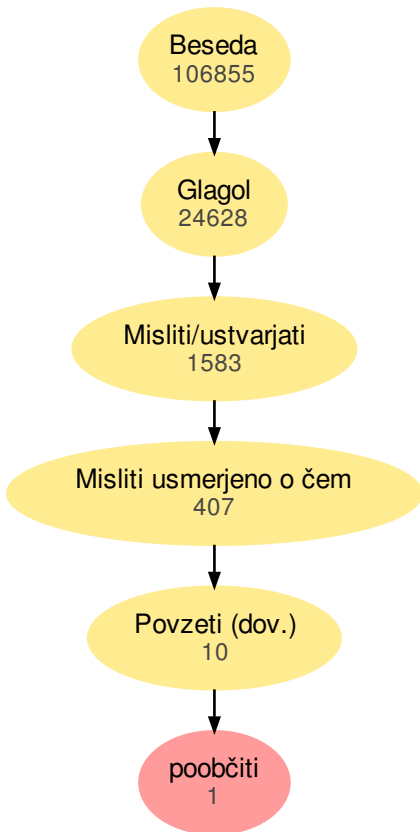 Beseda
106855
Glagol
24628
Misliti/ustvarjati
1583
Misliti usmerjeno o čem
407
Povzeti (dov.)
10
poobčiti
1